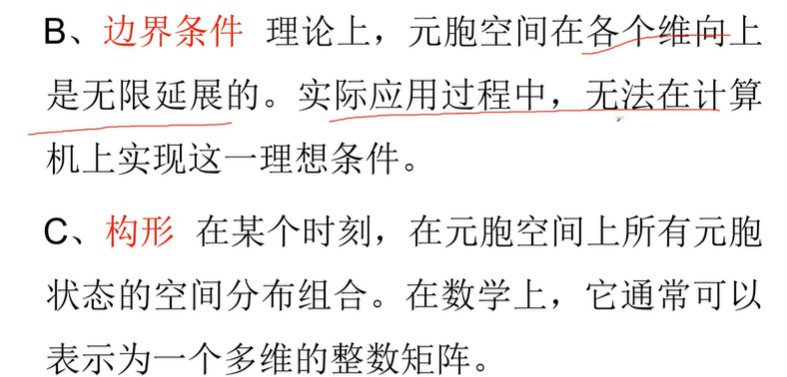 B、边界条件 理论上，元胞空间在各个维向上
是无限延展的。实际应用过程中，无法在计算
机上实现这一理想条件。
C、构形 在某个时刻，在元胞空间上所有元胞
状态的空间分布组合。在数学上，它通常可以
表示为一个多维的整数矩阵。